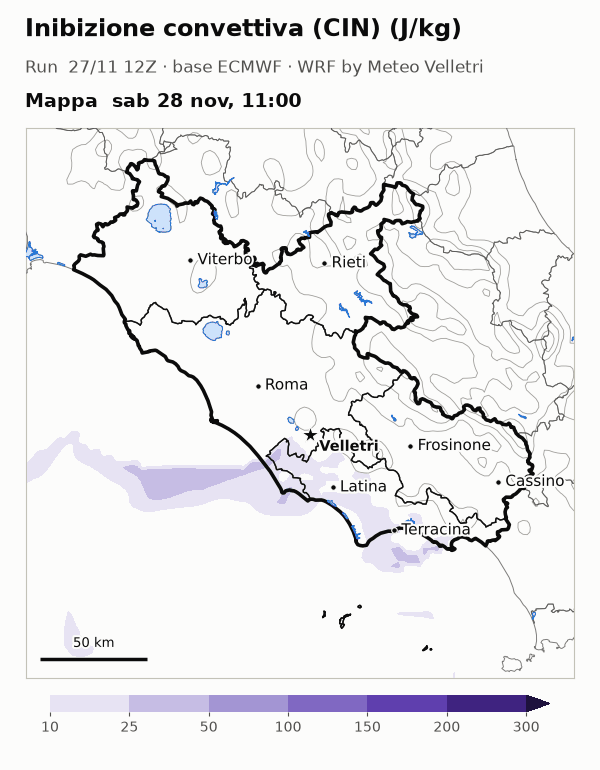 Inibizione convettiva (CIN) (J/kg)
Run 27/11 12Z · base ECMWF · WRF by Meteo Velletri
Mappa sab 28 nov, 11:00
Viterbo
Rieti
Roma
Velletri
Frosinone
Cassino
Latina
Terracina
50 km
10 25 50 100 150 200 300